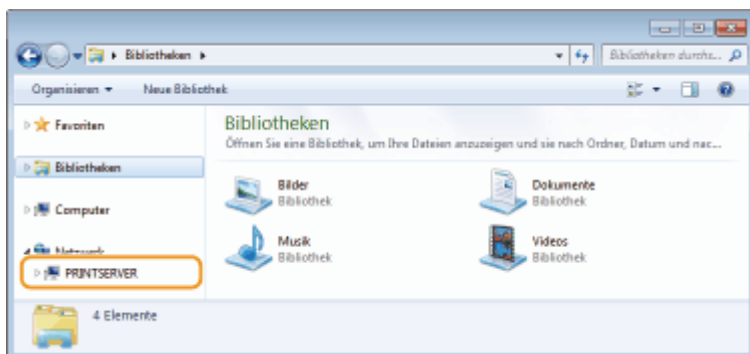 Bibliotheken
Bibliotheken durchs...
Organisieren Neue Bibliothek
Favoriten
Bibliotheken
Computer
Netzwerk
PRINTSERVER
Bibliotheken
Öffnen Sie eine Bibliothek, um Ihre Dateien anzuzeigen und sie nach Ordner, Datum und nac...
Bilder
Bibliothek
Dokumente
Bibliothek
Musik
Bibliothek
Videos
Bibliothek
4 Elemente